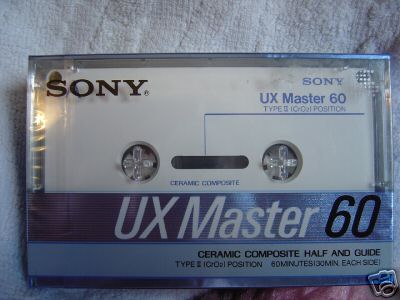 SONY®
SONY
UX Master 60
TYPE II (CrO2) POSITION
CERAMIC COMPOSITE
UX Master 60
CERAMIC COMPOSITE HALF AND GUIDE
TYPE II (CrO2) POSITION 60MINUTES(30MIN. EACH SIDE)